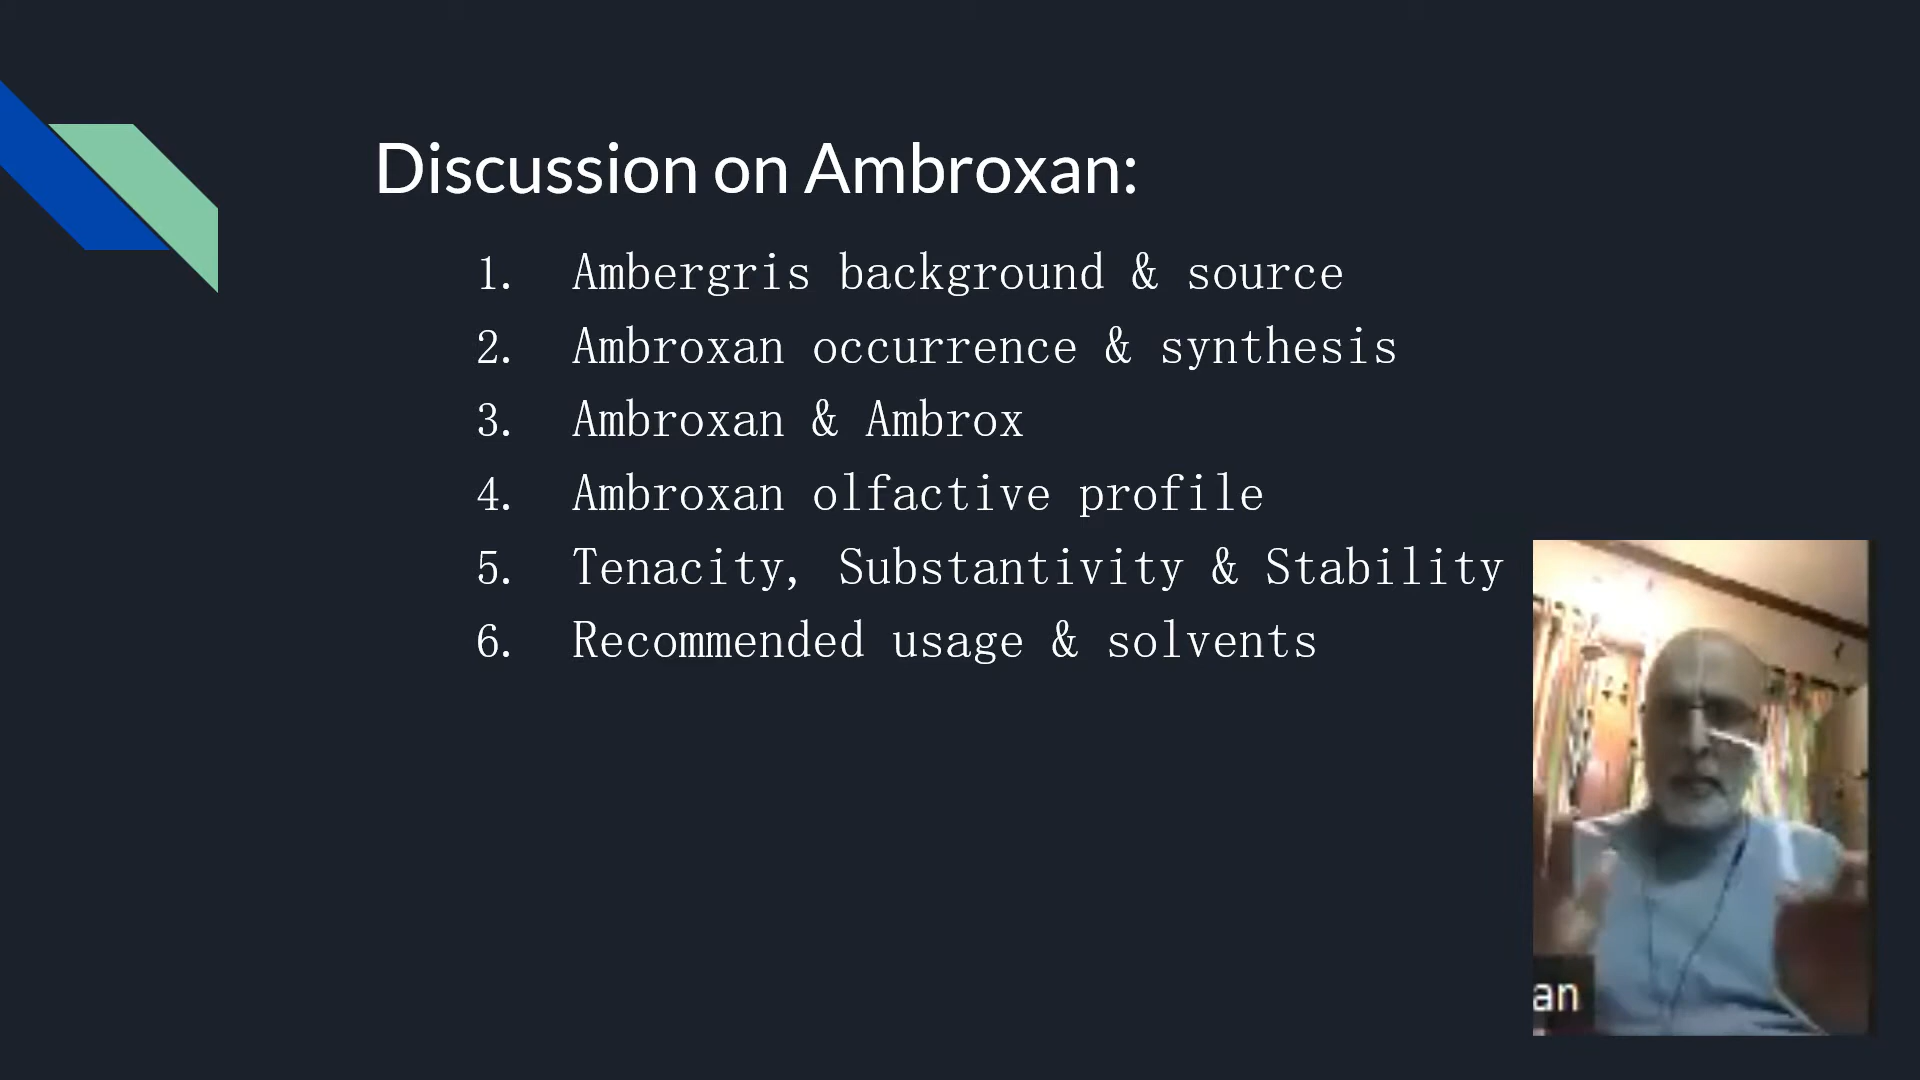 Discussion on Ambroxan:
1. Ambergris background & source
2. Ambroxan occurrence & synthesis
3. Ambroxan & Ambrox
4. Ambroxan olfactive profile
5. Tenacity, Substantivity & Stability
6. Recommended usage & solvents
an